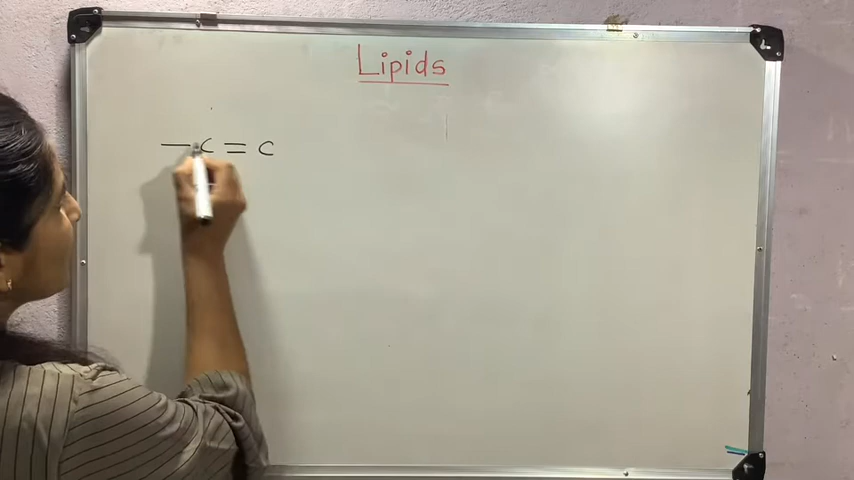 Lipids
— C = C